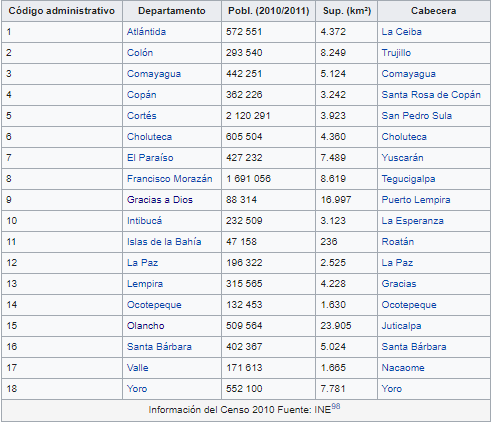 Código administrativo Departamento Pobl. (2010/2011) Sup. (km²) Cabecera
1 Atlántida 572 551 4.372 La Ceiba
2 Colón 293 540 8.249 Trujillo
3 Comayagua 442 251 5.124 Comayagua
4 Copán 362 226 3.242 Santa Rosa de Copán
5 Cortés 2 120 291 3.923 San Pedro Sula
6 Choluteca 605 504 4.360 Choluteca
7 El Paraíso 427 232 7.489 Yuscarán
8 Francisco Morazán 1 691 056 8.619 Tegucigalpa
9 Gracias a Dios 88 314 16.997 Puerto Lempira
10 Intibucá 232 509 3.123 La Esperanza
11 Islas de la Bahía 47 158 236 Roatán
12 La Paz 196 322 2.525 La Paz
13 Lempira 315 565 4.228 Gracias
14 Ocotepeque 132 453 1.630 Ocotepeque
15 Olancho 509 564 23.905 Juticalpa
16 Santa Bárbara 402 367 5.024 Santa Bárbara
17 Valle 171 613 1.665 Nacaome
18 Yoro 552 100 7.781 Yoro
Información del Censo 2010 Fuente: INE98